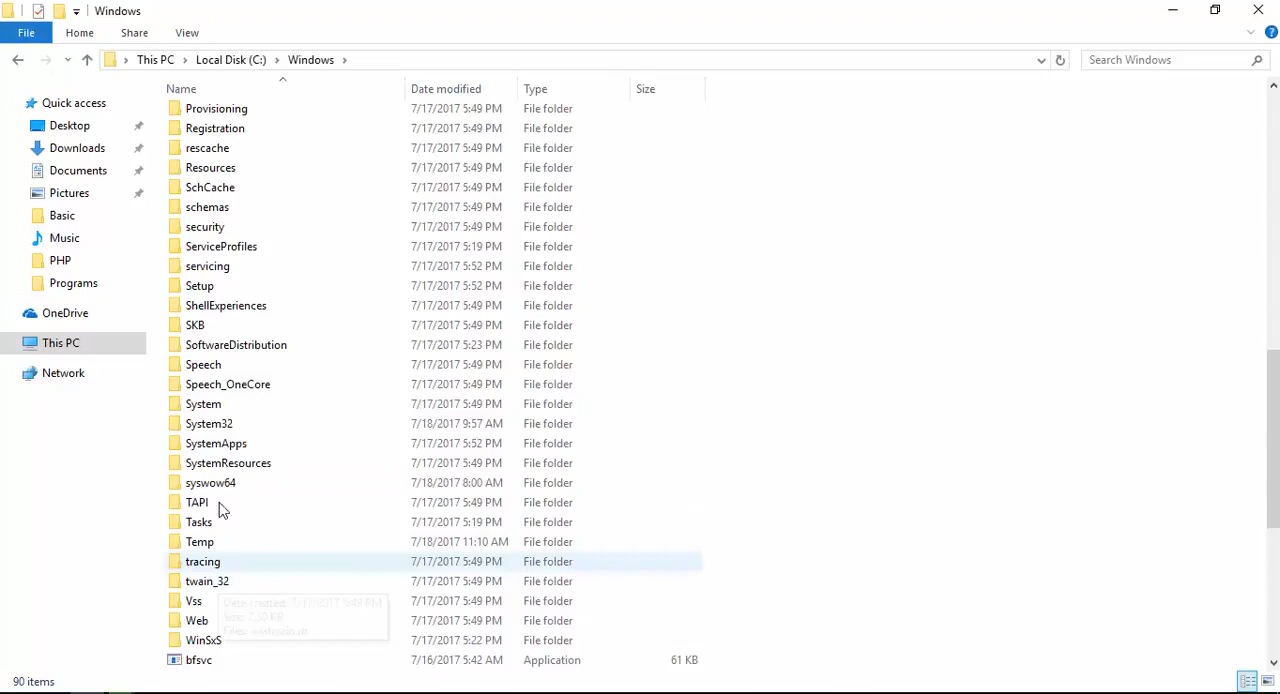 Windows
File Home Share View
This PC Local Disk (C:) Windows Search Windows
Quick access
Desktop
Downloads
Documents
Pictures
Basic
Music
PHP
Programs
OneDrive
This PC
Network
Name Date modified Type Size
Provisioning 7/17/2017 5:49 PM File folder
Registration 7/17/2017 5:49 PM File folder
rescache 7/17/2017 5:49 PM File folder
Resources 7/17/2017 5:49 PM File folder
SchCache 7/17/2017 5:49 PM File folder
schemas 7/17/2017 5:49 PM File folder
security 7/17/2017 5:49 PM File folder
ServiceProfiles 7/17/2017 5:19 PM File folder
servicing 7/17/2017 5:52 PM File folder
Setup 7/17/2017 5:52 PM File folder
ShellExperiences 7/17/2017 5:49 PM File folder
SKB 7/17/2017 5:49 PM File folder
SoftwareDistribution 7/17/2017 5:23 PM File folder
Speech 7/17/2017 5:49 PM File folder
Speech_OneCore 7/17/2017 5:49 PM File folder
System 7/17/2017 5:49 PM File folder
System32 7/18/2017 9:57 AM File folder
SystemApps 7/17/2017 5:52 PM File folder
SystemResources 7/17/2017 5:49 PM File folder
syswow64 7/18/2017 8:00 AM File folder
TAPI 7/17/2017 5:49 PM File folder
Tasks 7/17/2017 5:19 PM File folder
Temp 7/18/2017 11:10 AM File folder
tracing 7/17/2017 5:49 PM File folder
twain_32 7/17/2017 5:49 PM File folder
Vss 7/17/2017 5:49 PM File folder
Date created: 7/17/2017 5:49 PM
Web 7/17/2017 5:49 PM File folder
WinSxS 7/17/2017 5:22 PM File folder
bfsvc 7/16/2017 5:42 AM Application 61 KB
90 items